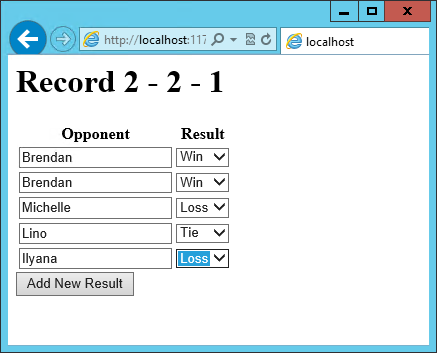 http://localhost:117
localhost
Record 2 - 2 - 1
Opponent Result
Brendan Win
Brendan Win
Michelle Loss
Lino Tie
Ilyana Loss
Add New Result